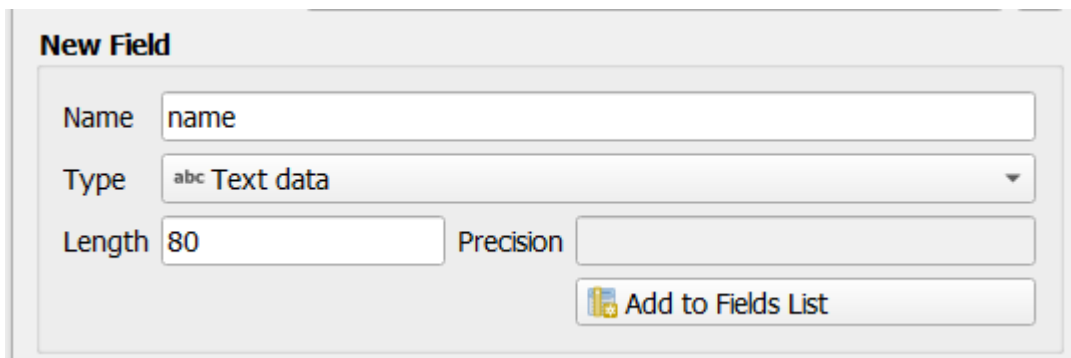 New Field
Name name
Type abc Text data
Length 80 Precision
Add to Fields List